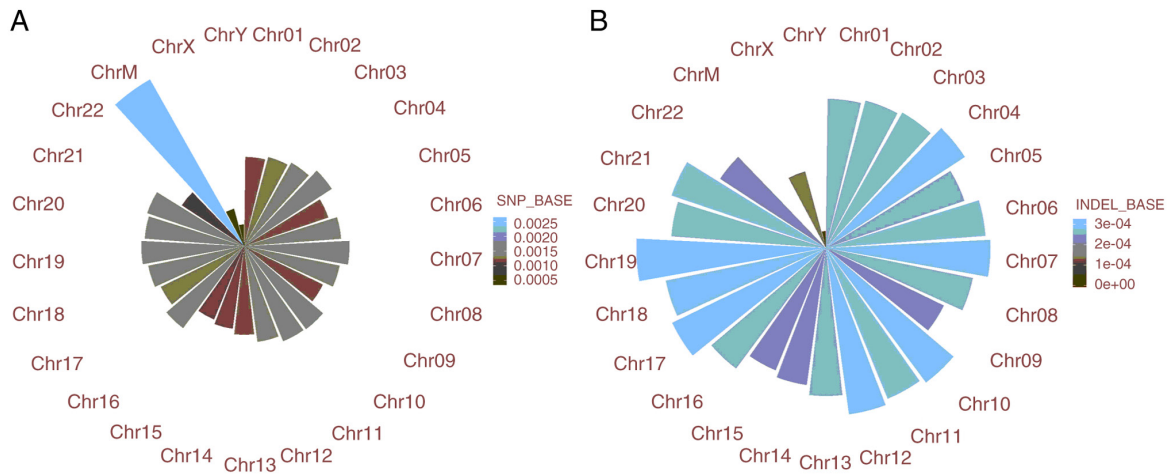 A
ChrY
Chr01
Chr02
Chr03
Chr04
Chr05
Chr06
Chr07
Chr08
Chr09
Chr10
Chr11
Chr12
Chr13
Chr14
Chr15
Chr16
Chr17
Chr18
Chr19
Chr20
Chr21
Chr22
ChrM
ChrX
SNP_BASE
0.0025
0.0020
0.0015
0.0010
0.0005
B
ChrY
Chr01
Chr02
Chr03
Chr04
Chr05
Chr06
Chr07
Chr08
Chr09
Chr10
Chr11
Chr12
Chr13
Chr14
Chr15
Chr16
Chr17
Chr18
Chr19
Chr20
Chr21
Chr22
ChrM
ChrX
INDEL_BASE
3e-04
2e-04
1e-04
0e+00